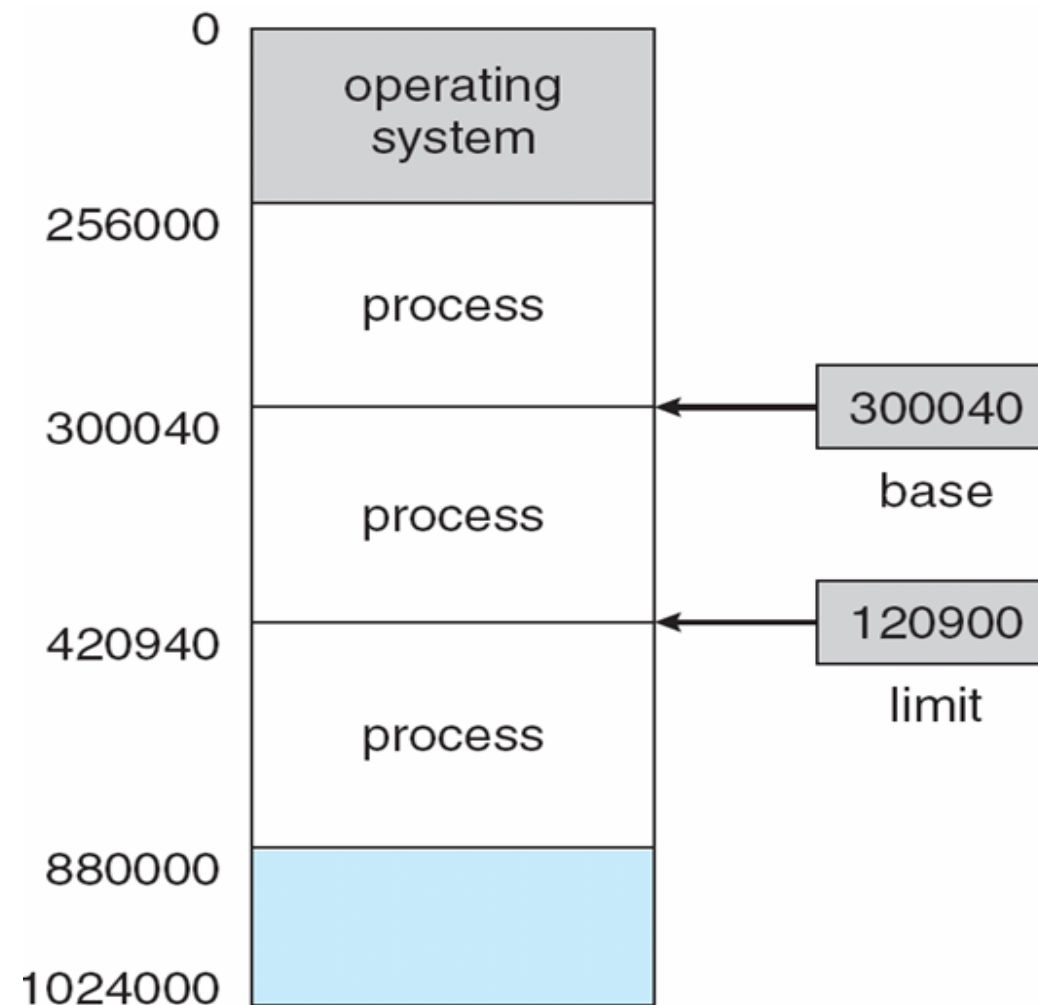 0
operating
system
256000
process
300040
300040
base
process
120900
420940
limit
process
880000
1024000